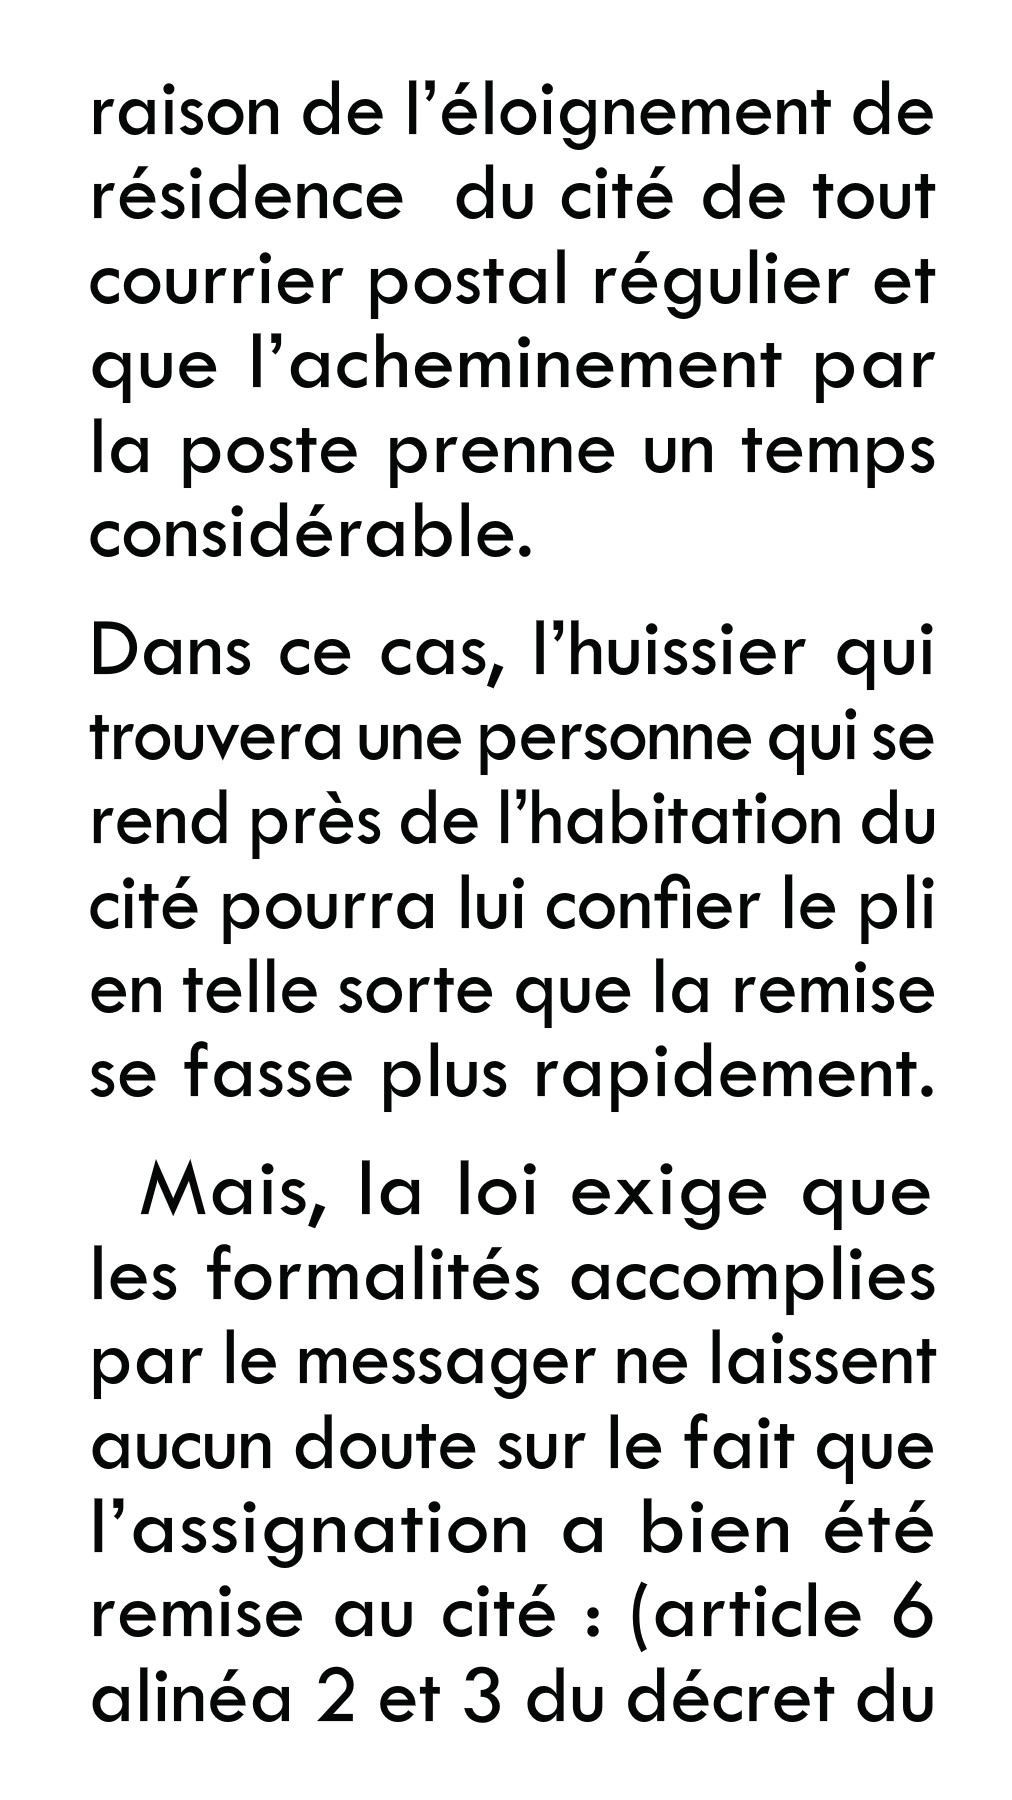 raison de l’éloignement de
résidence  du cité de tout
courrier postal régulier et
que l’acheminement par
la poste prenne un temps
considérable.
Dans ce cas, l’huissier qui
trouvera une personne qui se
rend près de l’habitation du
cité pourra lui confier le pli
en telle sorte que la remise
se fasse plus rapidement.
Mais, la loi exige que
les formalités accomplies
par le messager ne laissent
aucun doute sur le fait que
l’assignation a bien été
remise au cité : (article 6
alinéa 2 et 3 du décret du